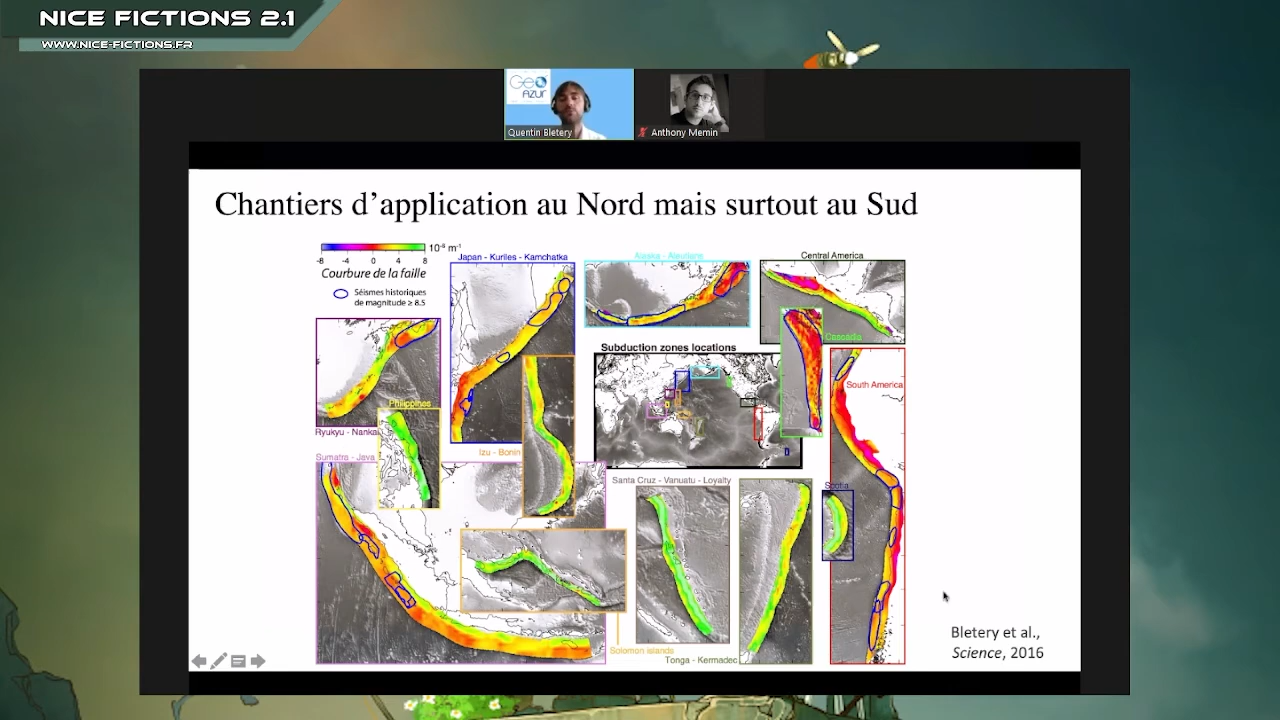 NICE FICTIONS 2.1
WWW.NICE-FICTIONS.FR
Geo
AZUR
Quentin Bletery
Anthony Memin
Chantiers d'application au Nord mais surtout au Sud
10⁻⁶ m⁻¹
-8 -4 0 4 8
Courbure de la faille
Séismes historiques
de magnitude ≥ 8.5
Japan - Kuriles - Kamchatka
Alaska - Aleutians
Central America
Cascadia
Subduction zones locations
South America
Philippines
Ryukyu - Nankai
Izu - Bonin
Sumatra - Java
Santa Cruz - Vanuatu - Loyalty
Scotia
Solomon islands
Tonga - Kermadec
Bletery et al.,
Science, 2016